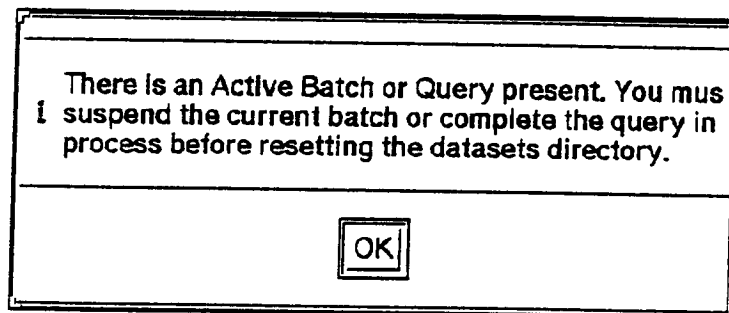 There is an Active Batch or Query present. You mus
i suspend the current batch or complete the query in
process before resetting the datasets directory.
OK